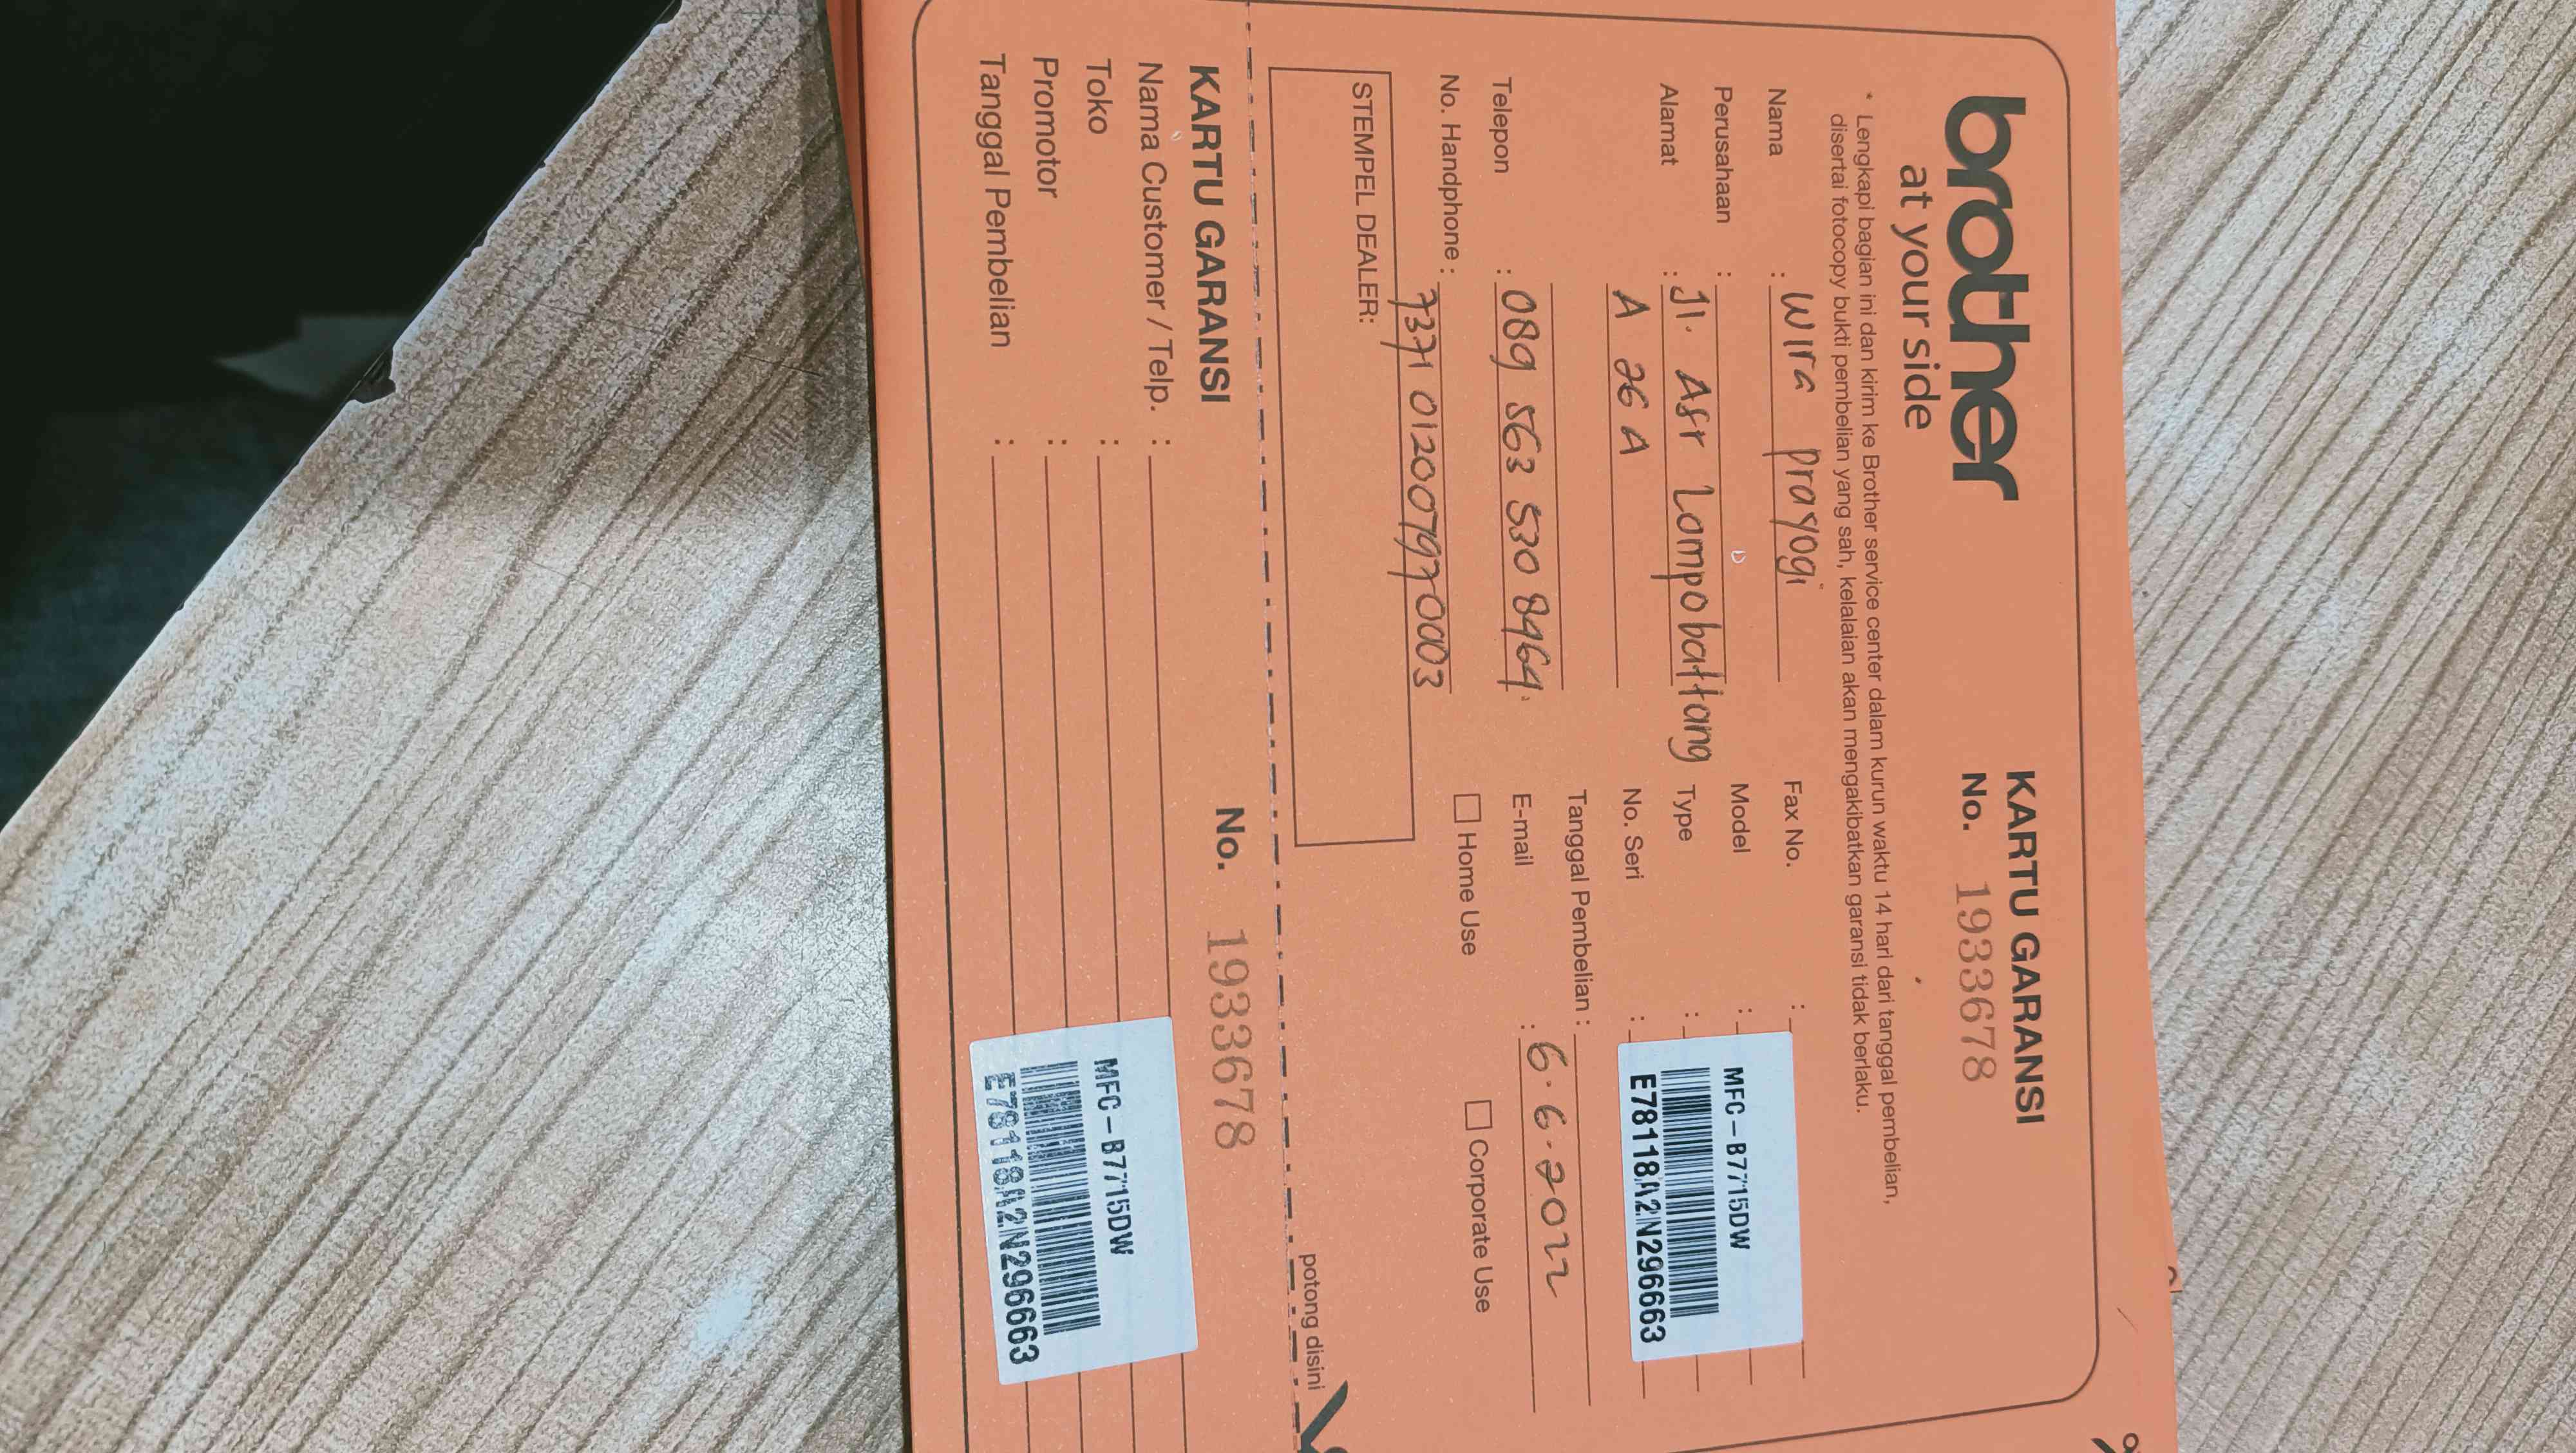 brother
at your side
KARTU GARANSI
No. 1933678
* Lengkapi bagian ini dan kirim ke Brother service center dalam kurun waktu 14 hari dari tanggal pembelian,
disertai fotocopy bukti pembelian yang sah, kelalaian akan mengakibatkan garansi tidak berlaku.
Nama : Wira prayogi
Perusahaan :
Alamat : Jl. Asr Lompobattang
A 26 A
Telepon : 089 563 530 8964.
No. Handphone : 7371 012007970003
Fax No. :
Model :
Type :
No. Seri :
MFC-B7715DW
E78118A2N296663
Tanggal Pembelian :
E-mail : 6.6.2022
Home Use
Corporate Use
STEMPEL DEALER:
potong disini
KARTU GARANSI
No. 1933678
Nama Customer / Telp. :
Toko :
Promotor :
Tanggal Pembelian :
MFC-B7715DW
E78118A2N296663